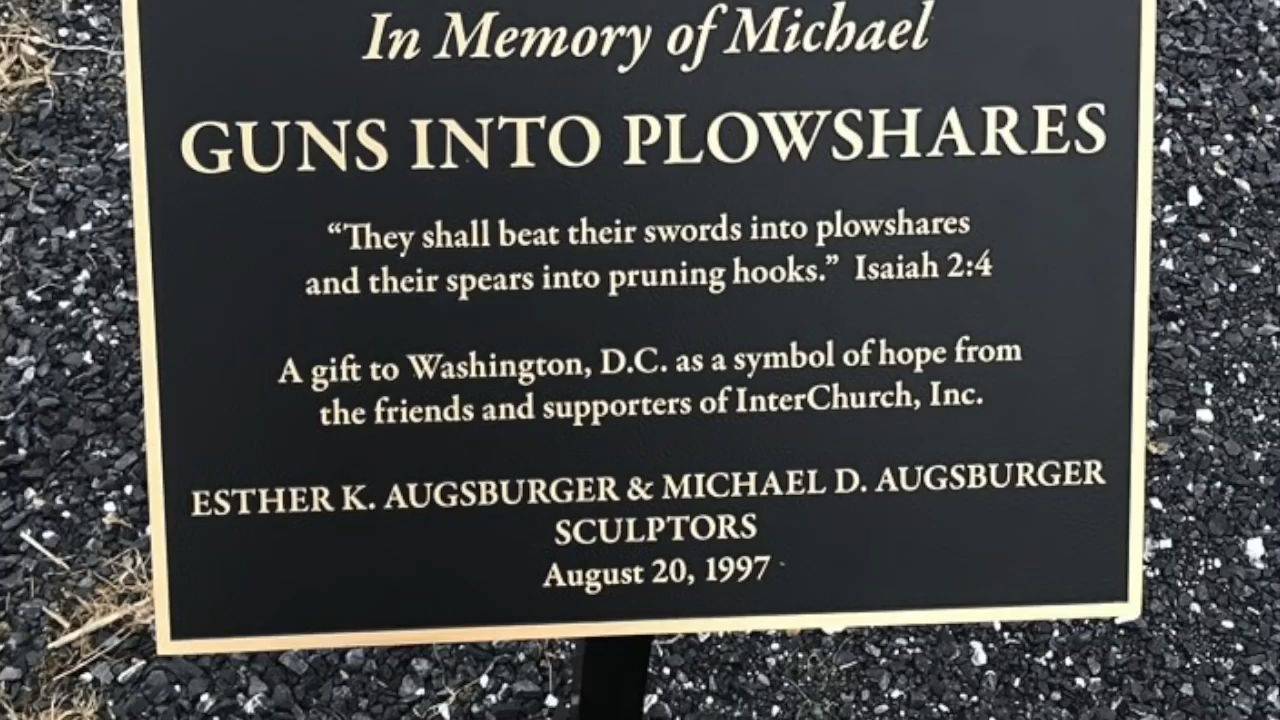 In Memory of Michael
GUNS INTO PLOWSHARES
“They shall beat their swords into plowshares
and their spears into pruning hooks.” Isaiah 2:4
A gift to Washington, D.C. as a symbol of hope from
the friends and supporters of InterChurch, Inc.
ESTHER K. AUGSBURGER & MICHAEL D. AUGSBURGER
SCULPTORS
August 20, 1997